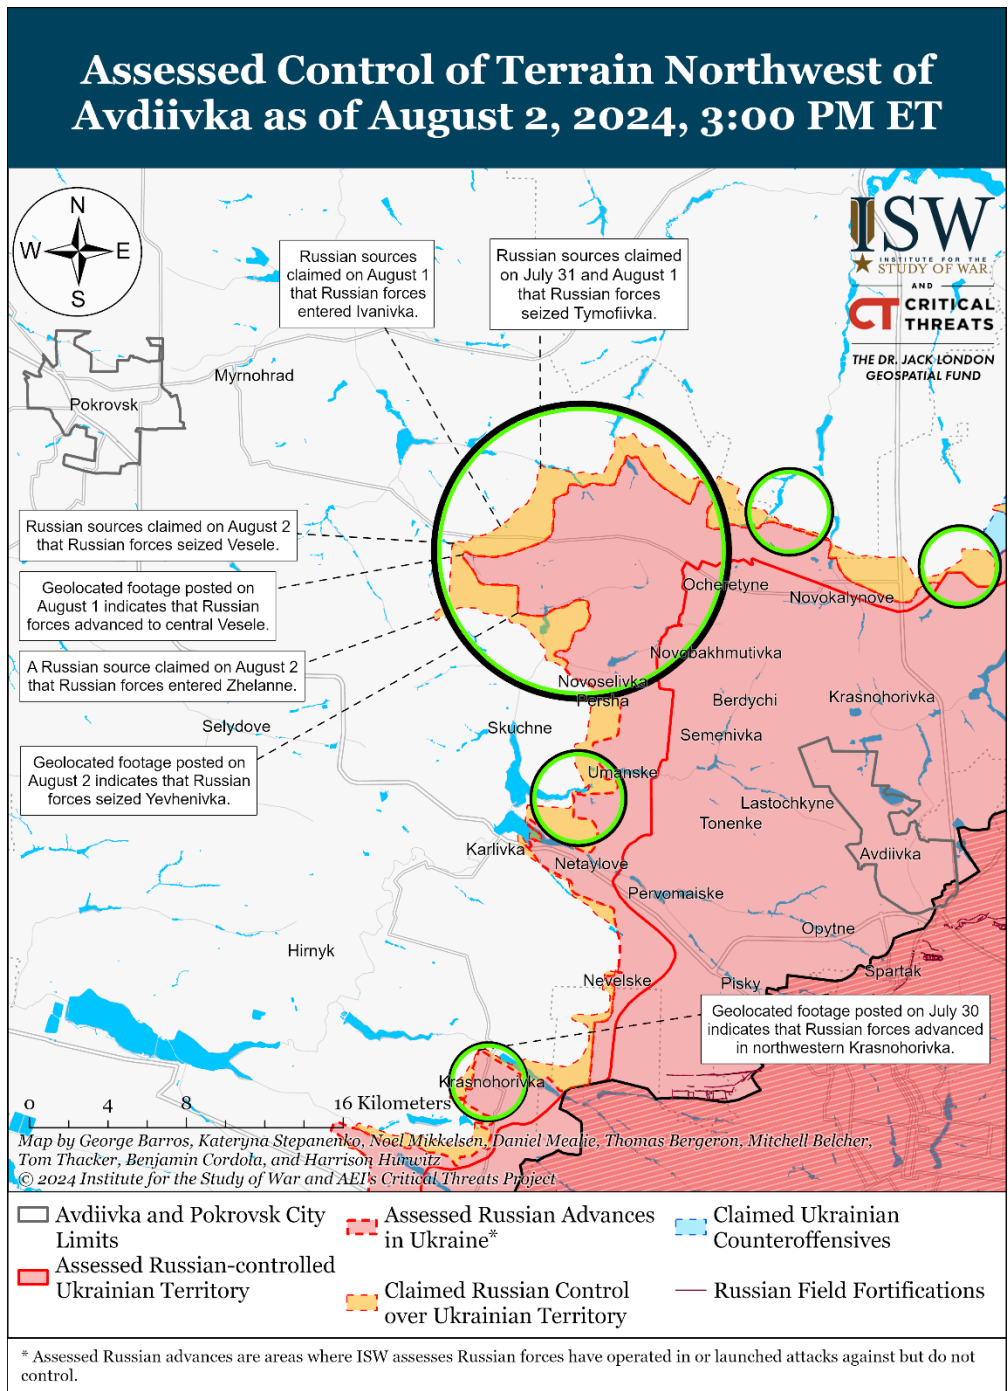 Assessed Control of Terrain Northwest of
Avdiivka as of August 2, 2024, 3:00 PM ET
N
W
E
S
ISW
INSTITUTE FOR THE
STUDY OF WAR
AND
CT CRITICAL
THREATS
THE DR. JACK LONDON
GEOSPATIAL FUND
Russian sources
claimed on August 1
that Russian forces
entered Ivanivka.
Russian sources claimed
on July 31 and August 1
that Russian forces
seized Tymofiivka.
Myrnohrad
Pokrovsk
Russian sources claimed on August 2
that Russian forces seized Vesele.
Geolocated footage posted on
August 1 indicates that Russian
forces advanced to central Vesele.
A Russian source claimed on August 2
that Russian forces entered Zhelanne.
Geolocated footage posted on
August 2 indicates that Russian
forces seized Yevhenivka.
Ocheretyne
Novokalynove
Novobakhmutivka
Novoselivka
Persha
Berdychi
Krasnohorivka
Selydove
Skuchne
Semenivka
Umanske
Lastochkyne
Tonenke
Karlivka
Netaylove
Avdiivka
Pervomaiske
Opytne
Hirnyk
Nevelske
Pisky
Spartak
Geolocated footage posted on July 30
indicates that Russian forces advanced
in northwestern Krasnohorivka.
Krasnohorivka
0 4 8 16 Kilometers
Map by George Barros, Kateryna Stepanenko, Noel Mikkelsen, Daniel Mealie, Thomas Bergeron, Mitchell Belcher,
Tom Thacker, Benjamin Cordola, and Harrison Hurwitz
© 2024 Institute for the Study of War and AEI's Critical Threats Project
Avdiivka and Pokrovsk City
Limits
Assessed Russian-controlled
Ukrainian Territory
Assessed Russian Advances
in Ukraine*
Claimed Russian Control
over Ukrainian Territory
Claimed Ukrainian
Counteroffensives
Russian Field Fortifications
* Assessed Russian advances are areas where ISW assesses Russian forces have operated in or launched attacks against but do not
control.